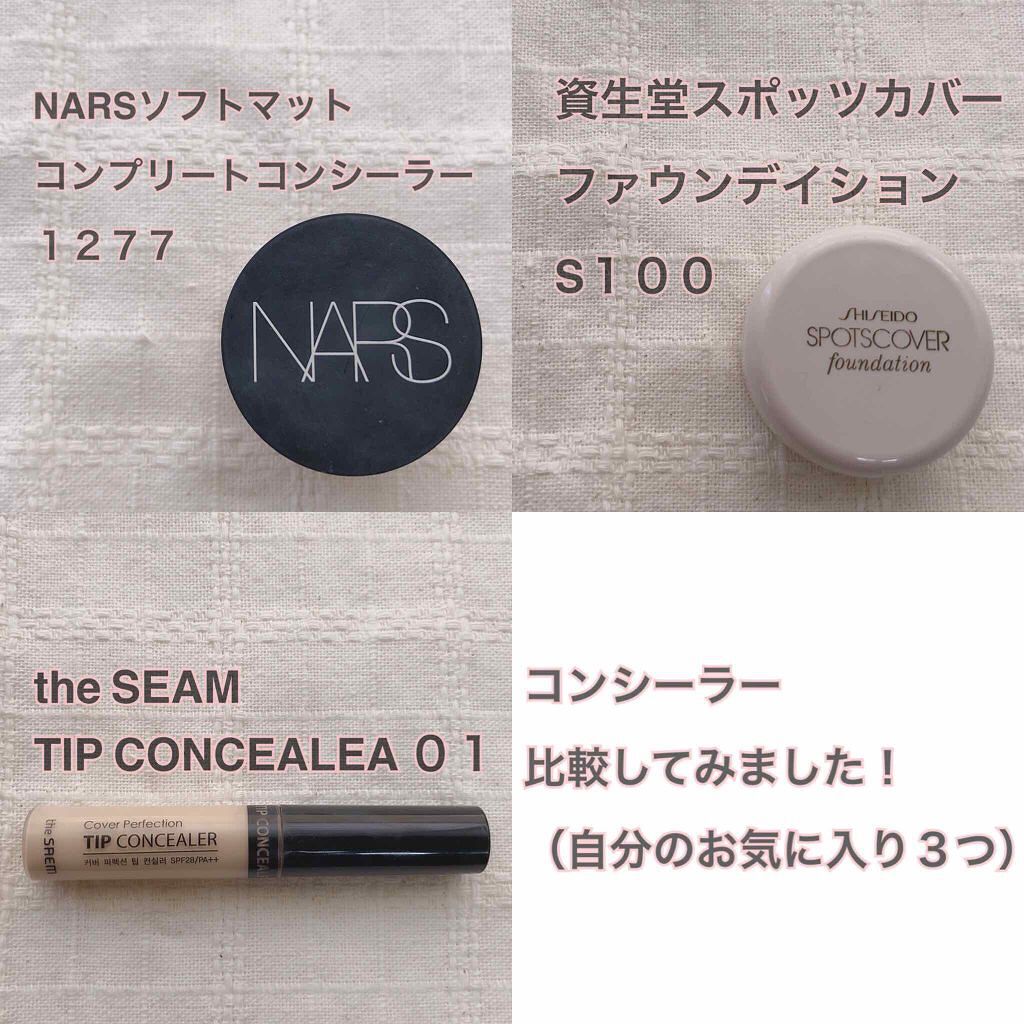 NARSソフトマット
コンプリートコンシーラー
１２７７
NARS
資生堂スポッツカバー
ファウンデイション
S１００
SHISEIDO
SPOTSCOVER
foundation
the SEAM
TIP CONCEALEA ０１
the SAEM
Cover Perfection
TIP CONCEALER
커버 퍼펙션 팁 컨실러 SPF28/PA++
TIP CONCEAL
コンシーラー
比較してみました！
（自分のお気に入り３つ）